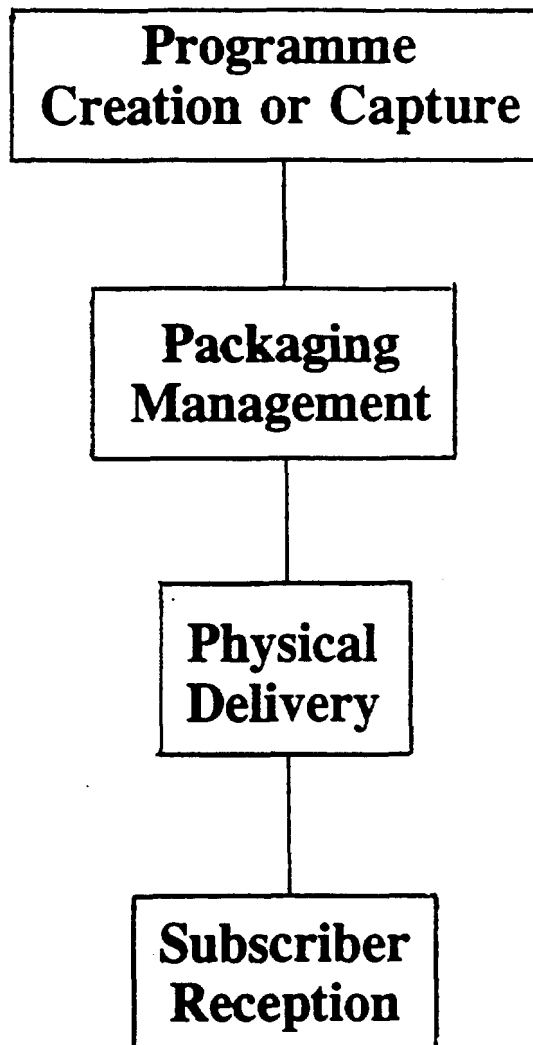 Programme
Creation or Capture
Packaging
Management
Physical
Delivery
Subscriber
Reception